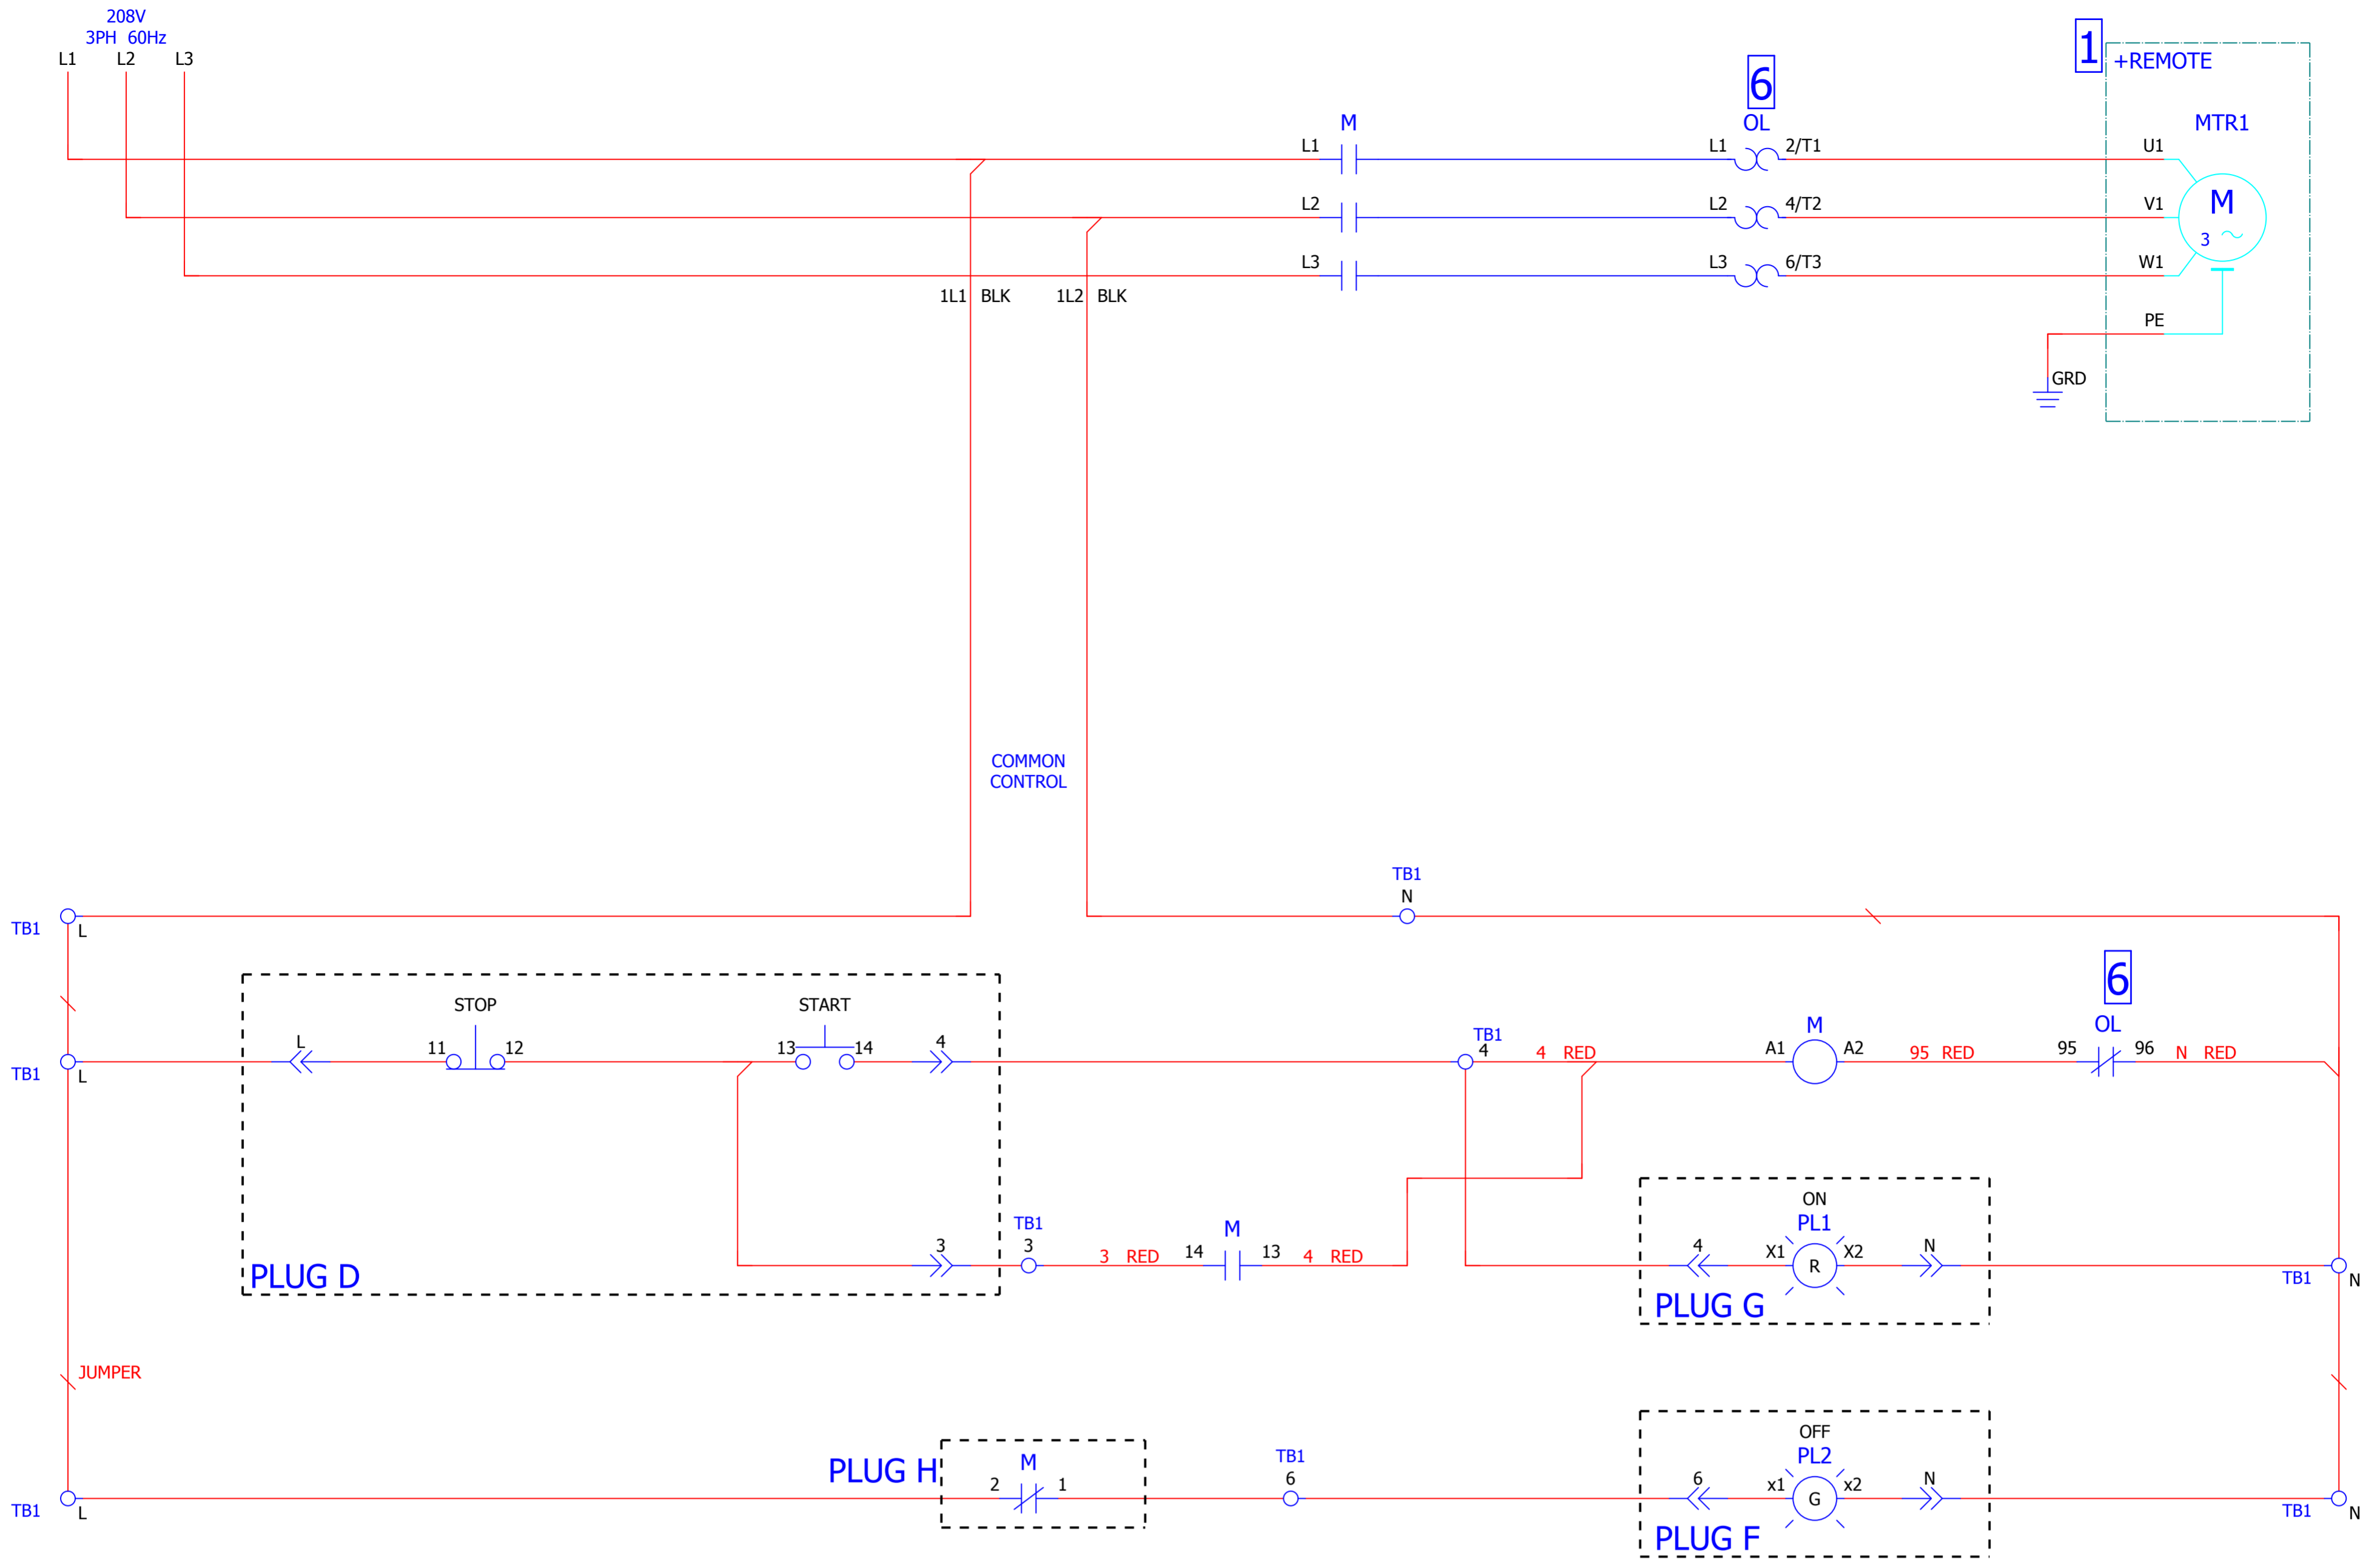 208V
3PH 60Hz
L1 L2 L3
1
+REMOTE
6
M
OL
MTR1
L1
L1
2/T1
U1
L2
L2
4/T2
V1
M
3
L3
L3
6/T3
W1
1L1 BLK
1L2 BLK
PE
GRD
COMMON
CONTROL
TB1
N
TB1
L
6
STOP
START
OL
M
TB1
L
11
12
13
14
4
4
4 RED
A1
A2
95 RED
95
96
N RED
TB1
L
ON
PL1
TB1
M
3
3
3 RED
14
13
4 RED
4
X1
R
X2
N
TB1
N
PLUG D
PLUG G
JUMPER
OFF
PL2
PLUG H
M
TB1
2
1
6
6
x1
G
x2
N
TB1
L
TB1
N
PLUG F